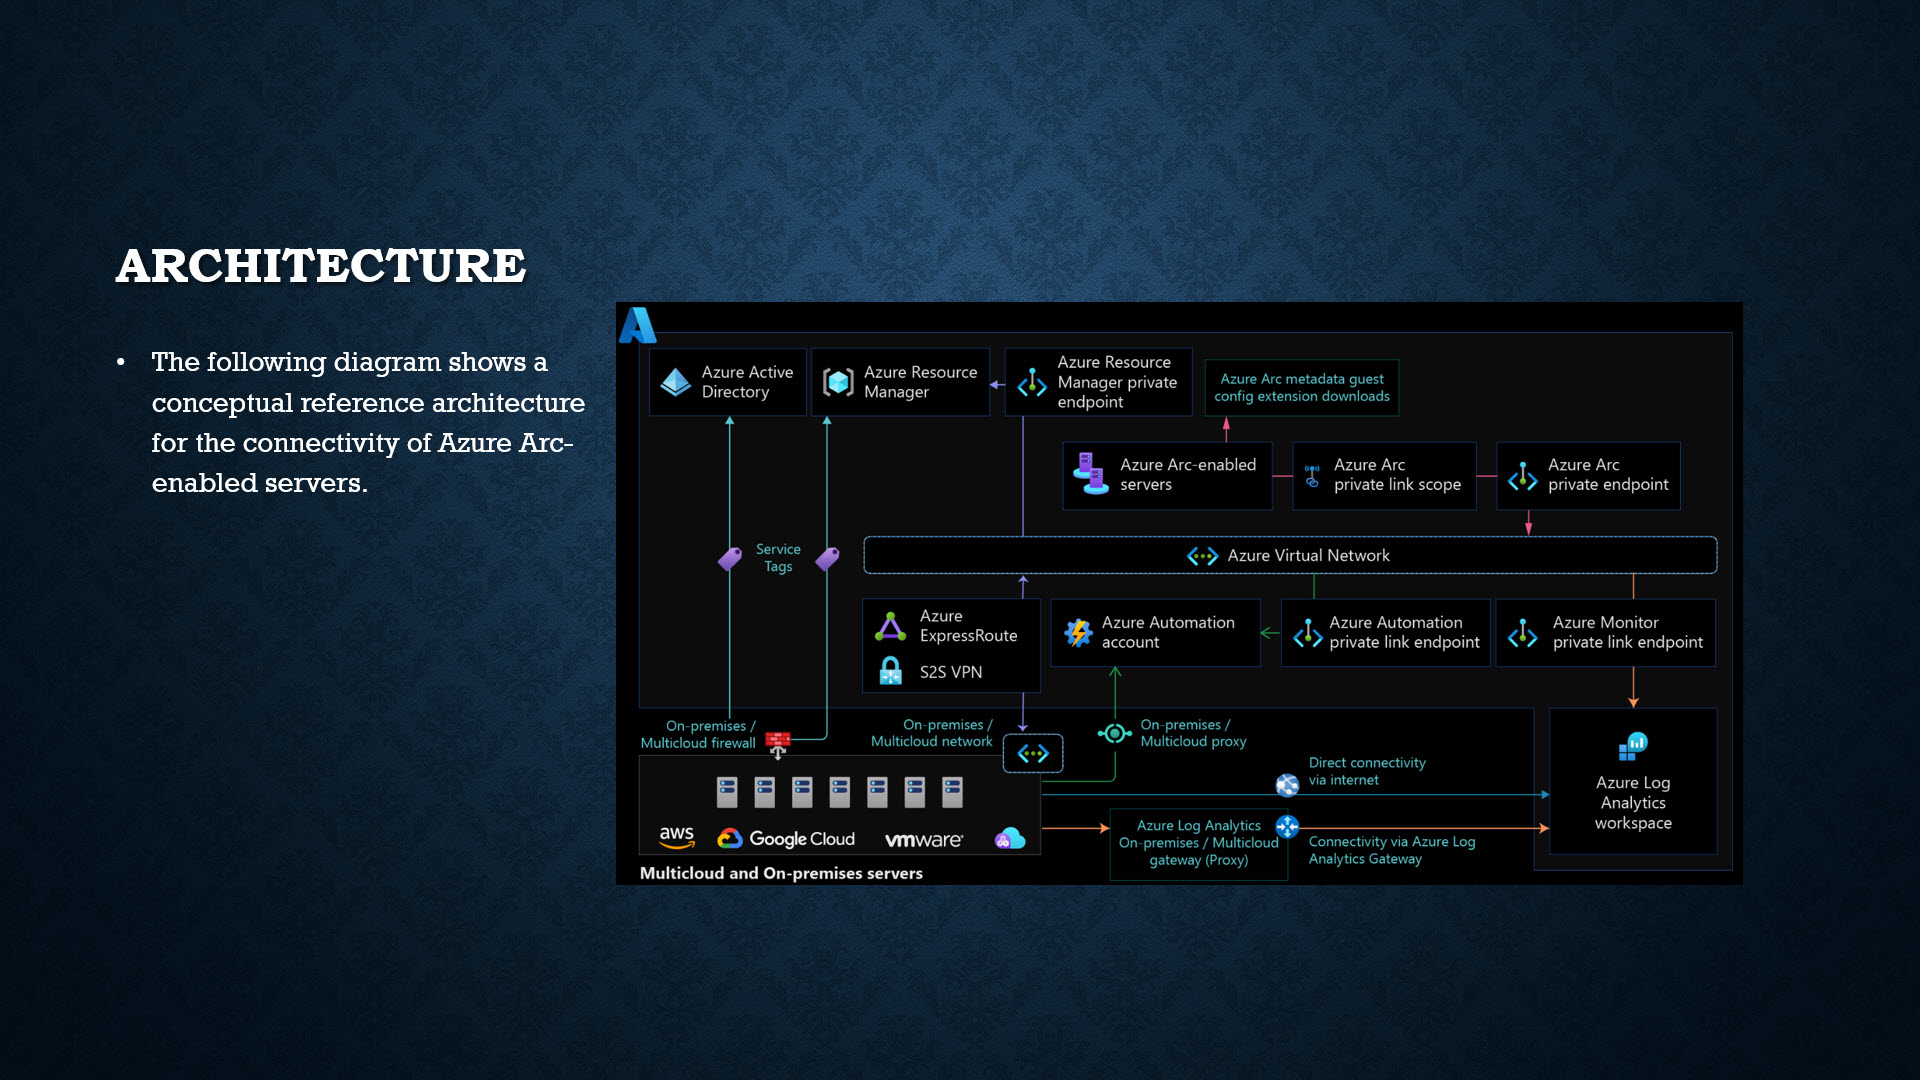 ARCHITECTURE
• The following diagram shows a
conceptual reference architecture
for the connectivity of Azure Arc-
enabled servers.
Azure Active
Directory
Azure Resource
Manager
Azure Resource
Manager private
endpoint
Azure Arc metadata guest
config extension downloads
Azure Arc-enabled
servers
Azure Arc
private link scope
Azure Arc
private endpoint
Service
Tags
Azure Virtual Network
Azure
ExpressRoute
S2S VPN
Azure Automation
account
Azure Automation
private link endpoint
Azure Monitor
private link endpoint
On-premises /
Multicloud firewall
On-premises /
Multicloud network
On-premises /
Multicloud proxy
Direct connectivity
via internet
Azure Log
Analytics
workspace
aws
Google Cloud
vmware®
Azure Log Analytics
On-premises / Multicloud
gateway (Proxy)
Connectivity via Azure Log
Analytics Gateway
Multicloud and On-premises servers